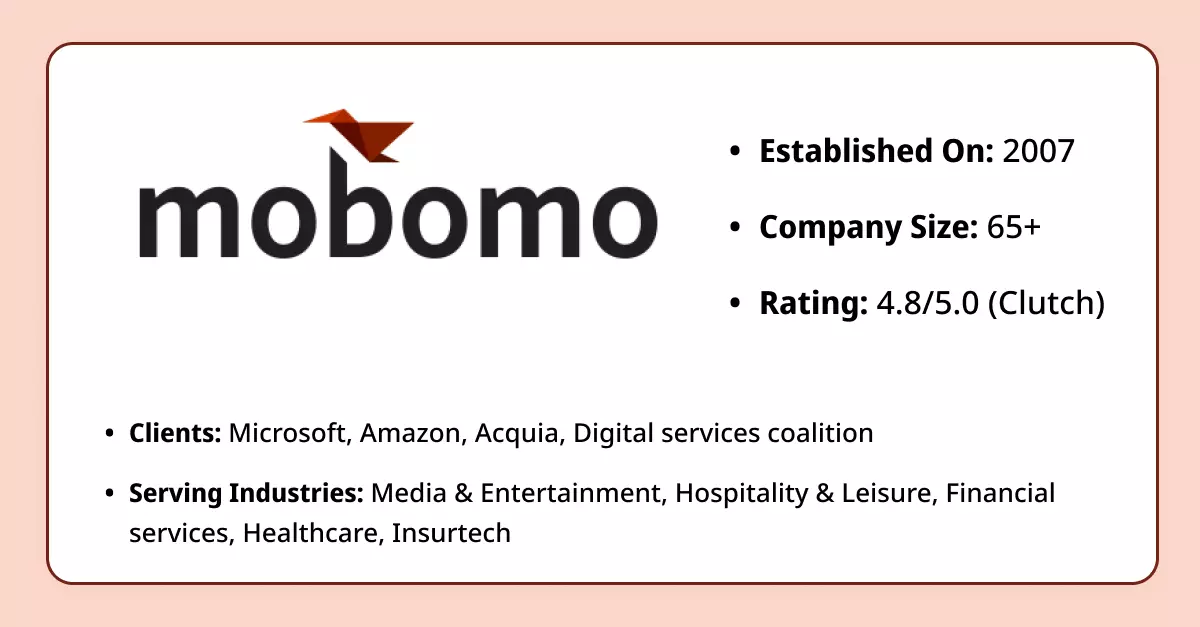 mobomo
• Established On: 2007
• Company Size: 65+
• Rating: 4.8/5.0 (Clutch)
• Clients: Microsoft, Amazon, Acquia, Digital services coalition
• Serving Industries: Media & Entertainment, Hospitality & Leisure, Financial
services, Healthcare, Insurtech